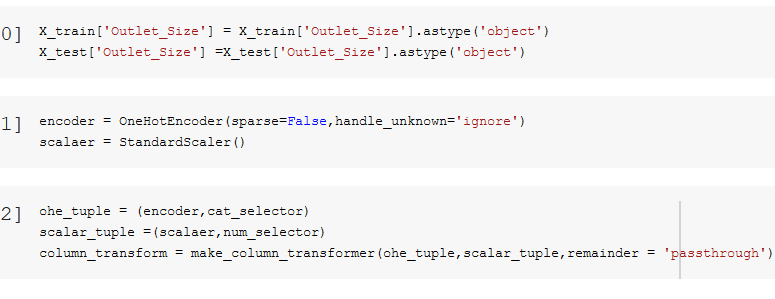 0]
X_train['Outlet_Size'] = X_train['Outlet_Size'].astype('object')
X_test['Outlet_Size'] =X_test['Outlet_Size'].astype('object')
1]
encoder = OneHotEncoder(sparse=False,handle_unknown='ignore')
scalaer = StandardScaler()
2]
ohe_tuple = (encoder,cat_selector)
scalar_tuple =(scalaer,num_selector)
column_transform = make_column_transformer(ohe_tuple,scalar_tuple,remainder = 'passthrough')